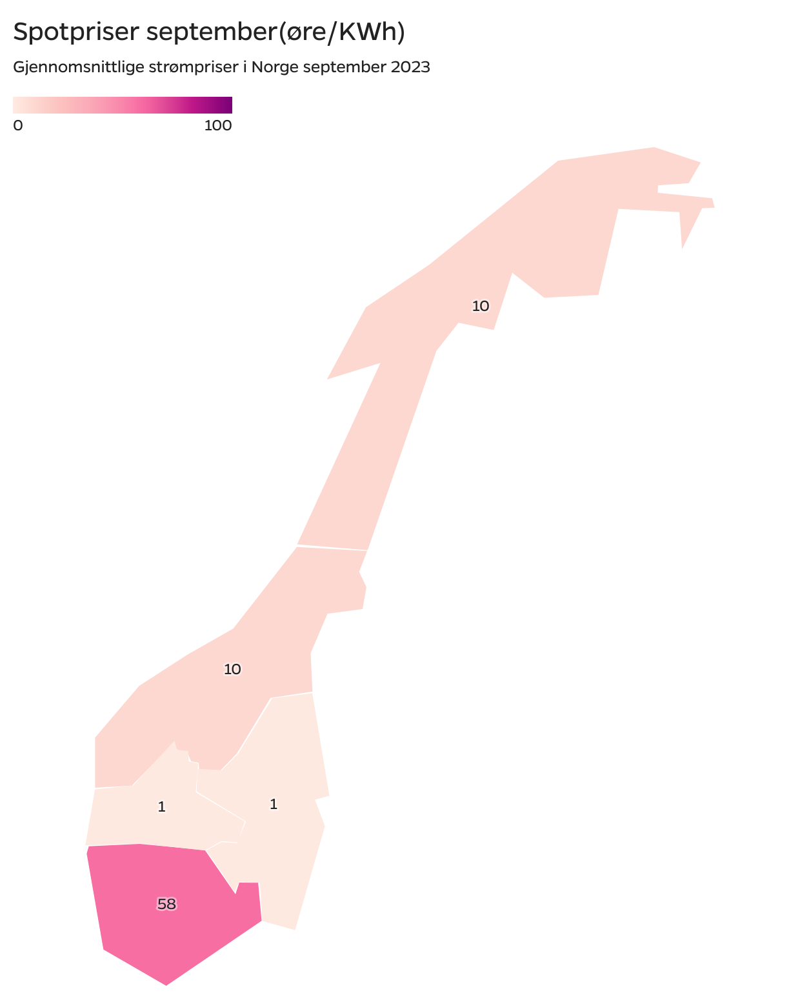 Spotpriser september(øre/KWh)
Gjennomsnittlige strømpriser i Norge september 2023
0 100
10
10
1 1
58